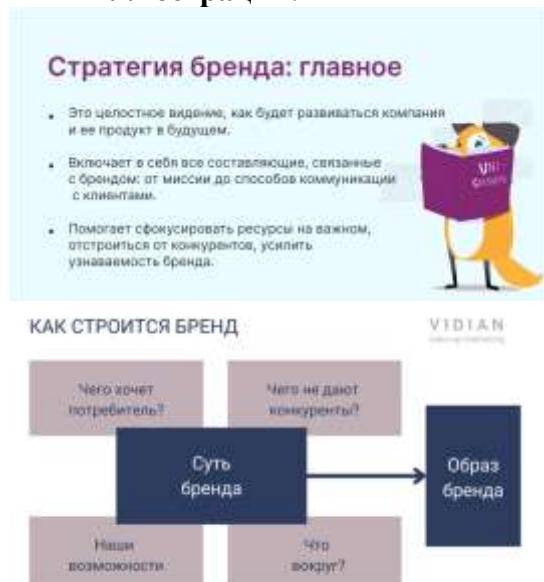 Стратегия бренда: главное
• Это целостное видение, как будет развиваться компания
и ее продукт в будущем.
• Включает в себя все составляющие, связанные
с брендом: от миссии до способов коммуникации
с клиентами.
• Помогает сфокусировать ресурсы на важном,
отстроиться от конкурентов, усилить
узнаваемость бренда.
КАК СТРОИТСЯ БРЕНД
VIDIAN
Чего хочет
потребитель?
Чего не дают
конкуренты?
Суть
бренда
Образ
бренда
Наши
возможности
Что
вокруг?